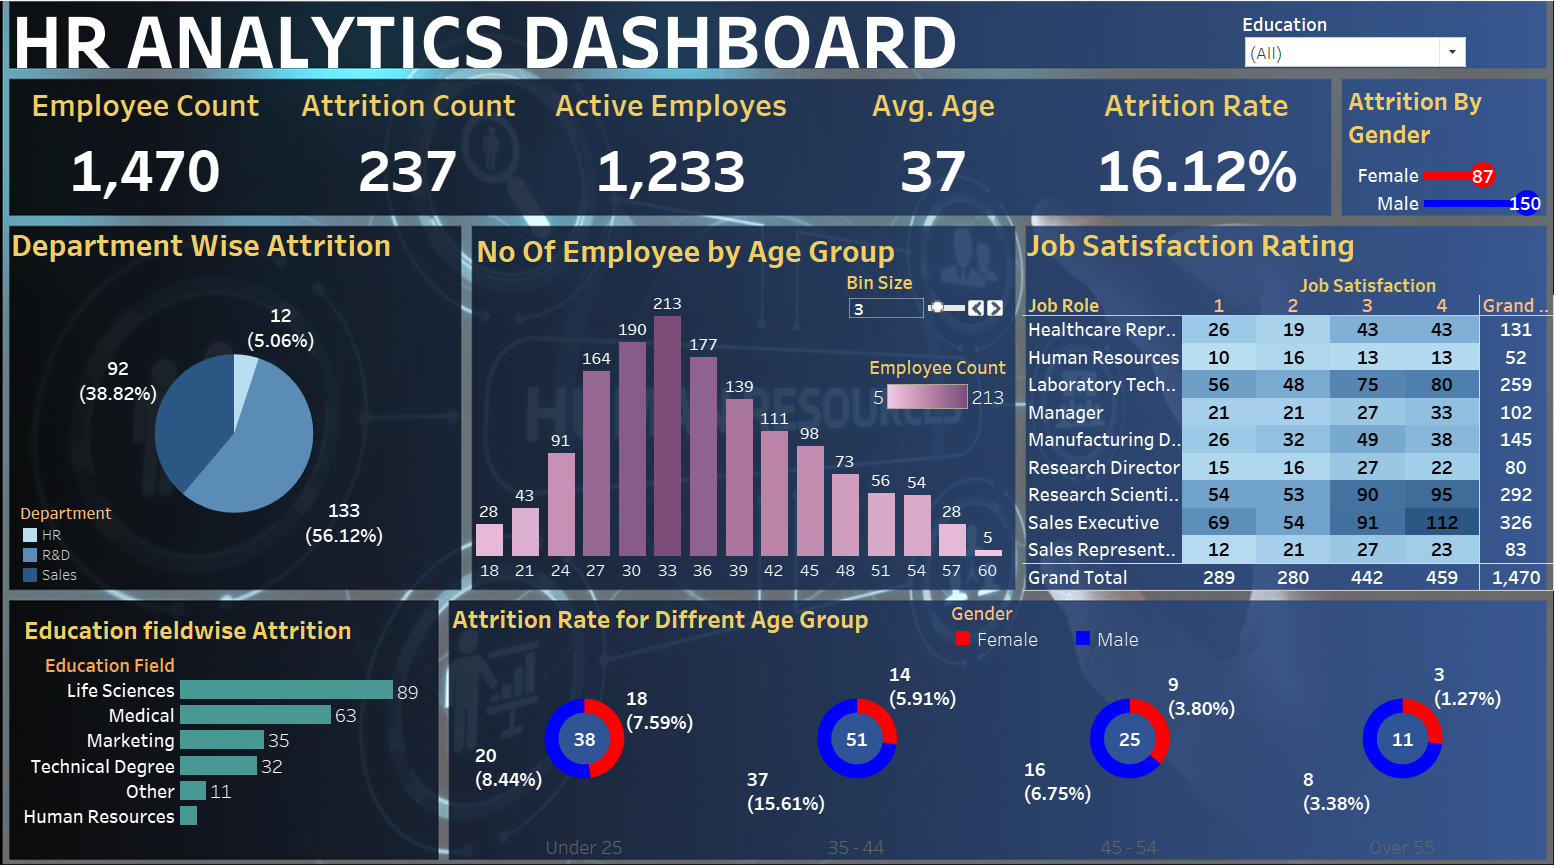 HR ANALYTICS DASHBOARD
Education
(All)
Employee Count
1,470
Attrition Count
237
Active Employes
1,233
Avg. Age
37
Atrition Rate
16.12%
Attrition By
Gender
Female 87
Male 150
Department Wise Attrition
12
(5.06%)
92
(38.82%)
133
(56.12%)
Department
HR
R&D
Sales
No Of Employee by Age Group
Bin Size
3
Employee Count
5 213
28 43 91 164 190 213 177 139 111 98 73 56 54 28 5
18 21 24 27 30 33 36 39 42 45 48 51 54 57 60
HUMAN RESOURCES
Job Satisfaction Rating
Job Satisfaction
Job Role 1 2 3 4 Grand ..
Healthcare Repr.. 26 19 43 43 131
Human Resources 10 16 13 13 52
Laboratory Tech.. 56 48 75 80 259
Manager 21 21 27 33 102
Manufacturing D.. 26 32 49 38 145
Research Director 15 16 27 22 80
Research Scienti.. 54 53 90 95 292
Sales Executive 69 54 91 112 326
Sales Represent.. 12 21 27 23 83
Grand Total 289 280 442 459 1,470
Education fieldwise Attrition
Education Field
Life Sciences 89
Medical 63
Marketing 35
Technical Degree 32
Other 11
Human Resources
Attrition Rate for Diffrent Age Group
Gender
Female
Male
18
(7.59%)
38
20
(8.44%)
Under 25
14
(5.91%)
51
37
(15.61%)
35 - 44
9
(3.80%)
25
16
(6.75%)
45 - 54
3
(1.27%)
11
8
(3.38%)
Over 55